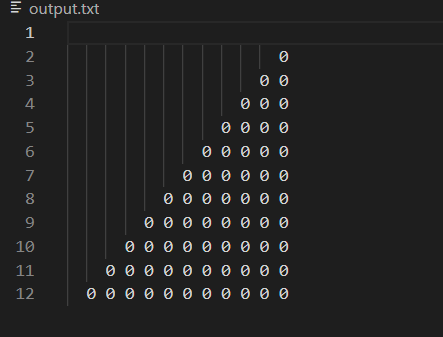 output.txt
1
2                       0
3                     0 0
4                   0 0 0
5                 0 0 0 0
6               0 0 0 0 0
7             0 0 0 0 0 0
8           0 0 0 0 0 0 0
9         0 0 0 0 0 0 0 0
10      0 0 0 0 0 0 0 0 0
11    0 0 0 0 0 0 0 0 0 0
12  0 0 0 0 0 0 0 0 0 0 0